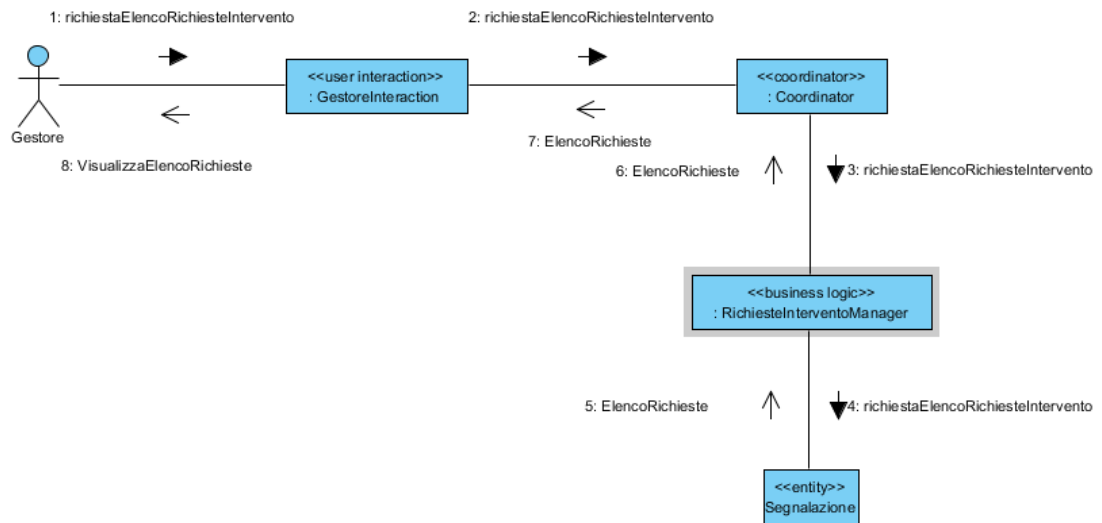 1: richiestaElencoRichiesteIntervento
2: richiestaElencoRichiesteIntervento
<<user interaction>>
: GestoreInteraction
<<coordinator>>
: Coordinator
Gestore
7: ElencoRichieste
8: VisualizzaElencoRichieste
6: ElencoRichieste
3: richiestaElencoRichiesteIntervento
<<business logic>>
: RichiesteInterventoManager
5: ElencoRichieste
4: richiestaElencoRichiesteIntervento
<<entity>>
Segnalazione